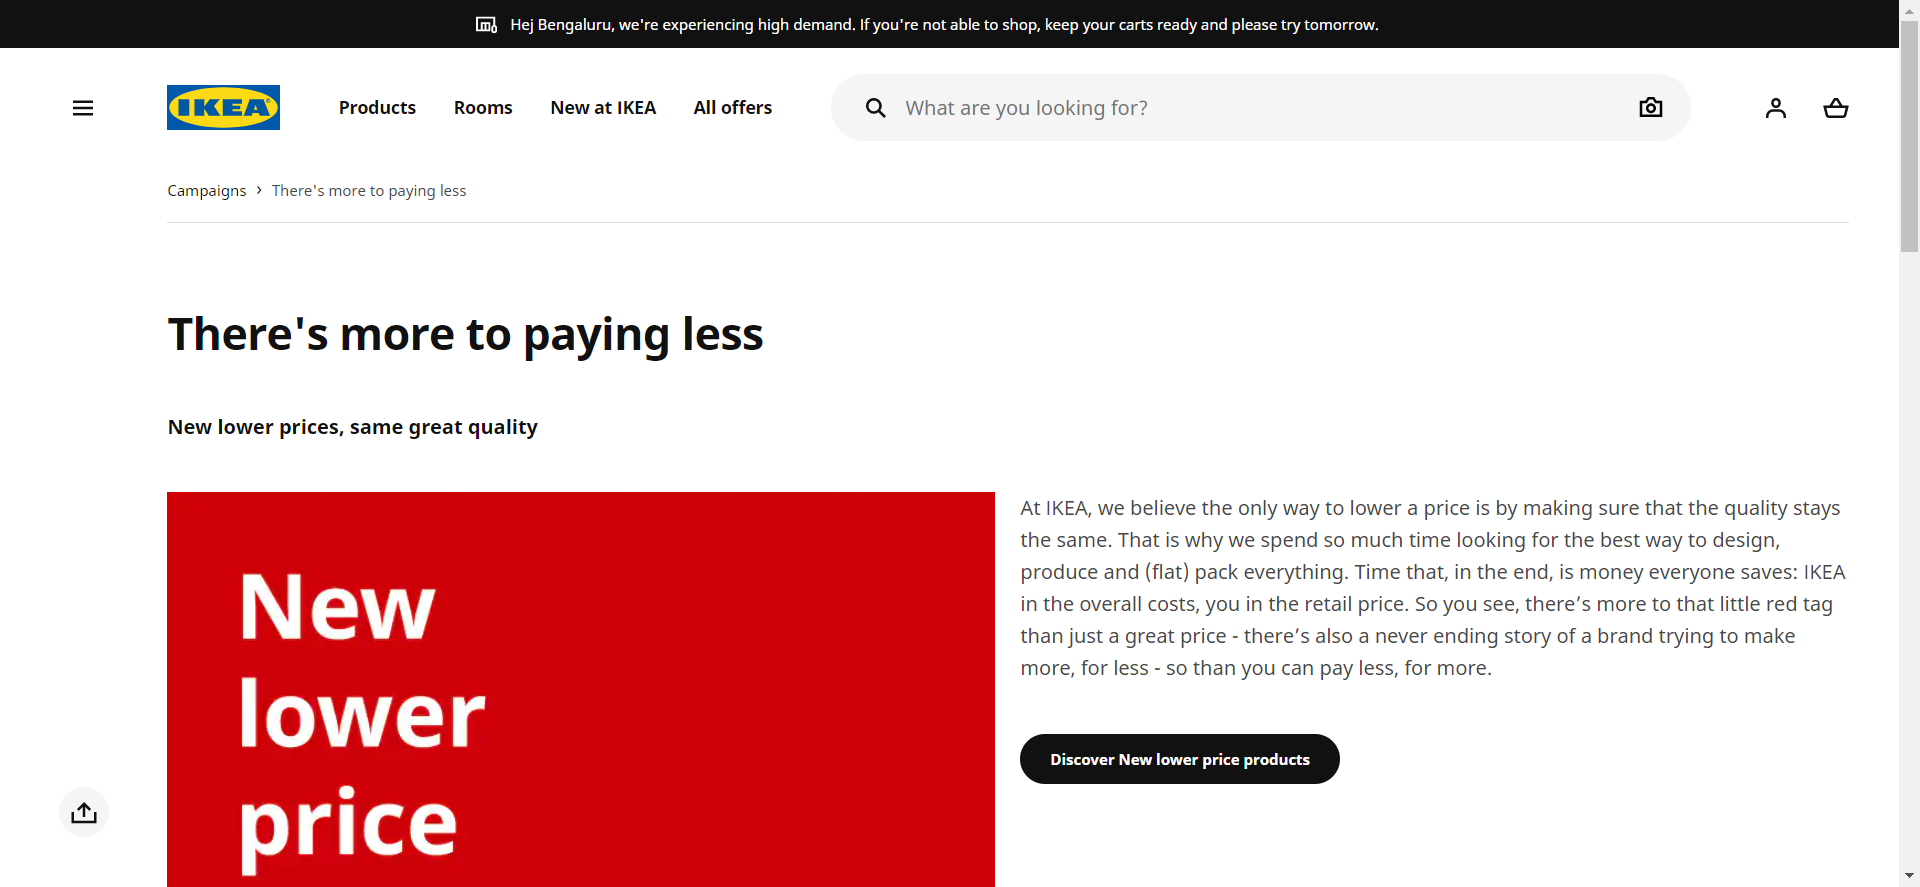 Hej Bengaluru, we're experiencing high demand. If you're not able to shop, keep your carts ready and please try tomorrow.
IKEA
Products
Rooms
New at IKEA
All offers
What are you looking for?
Campaigns › There's more to paying less
There's more to paying less
New lower prices, same great quality
New
lower
price
At IKEA, we believe the only way to lower a price is by making sure that the quality stays
the same. That is why we spend so much time looking for the best way to design,
produce and (flat) pack everything. Time that, in the end, is money everyone saves: IKEA
in the overall costs, you in the retail price. So you see, there’s more to that little red tag
than just a great price - there’s also a never ending story of a brand trying to make
more, for less - so than you can pay less, for more.
Discover New lower price products